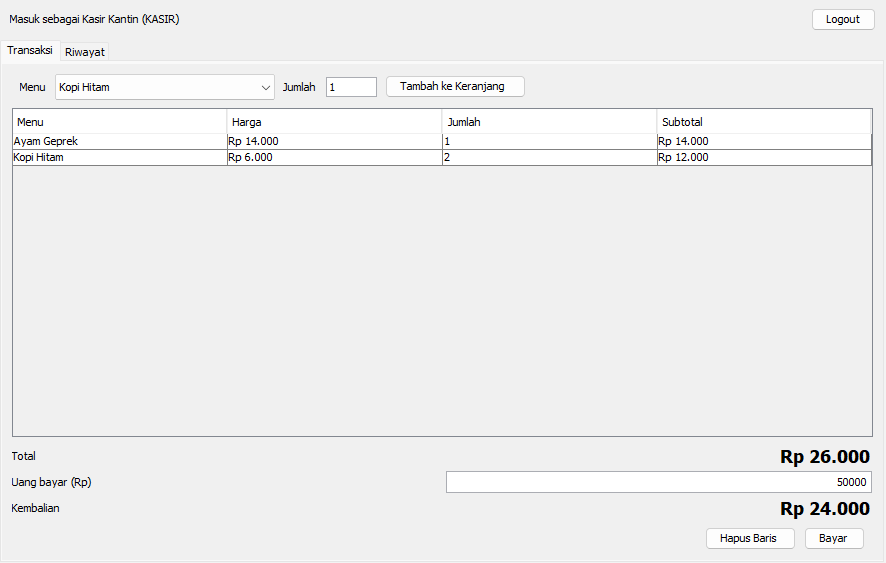 Masuk sebagai Kasir Kantin (KASIR) Logout
Transaksi Riwayat
Menu Kopi Hitam Jumlah 1 Tambah ke Keranjang
Menu Harga Jumlah Subtotal
Ayam Geprek Rp 14.000 1 Rp 14.000
Kopi Hitam Rp 6.000 2 Rp 12.000
Total Rp 26.000
Uang bayar (Rp) 50000
Kembalian Rp 24.000
Hapus Baris Bayar